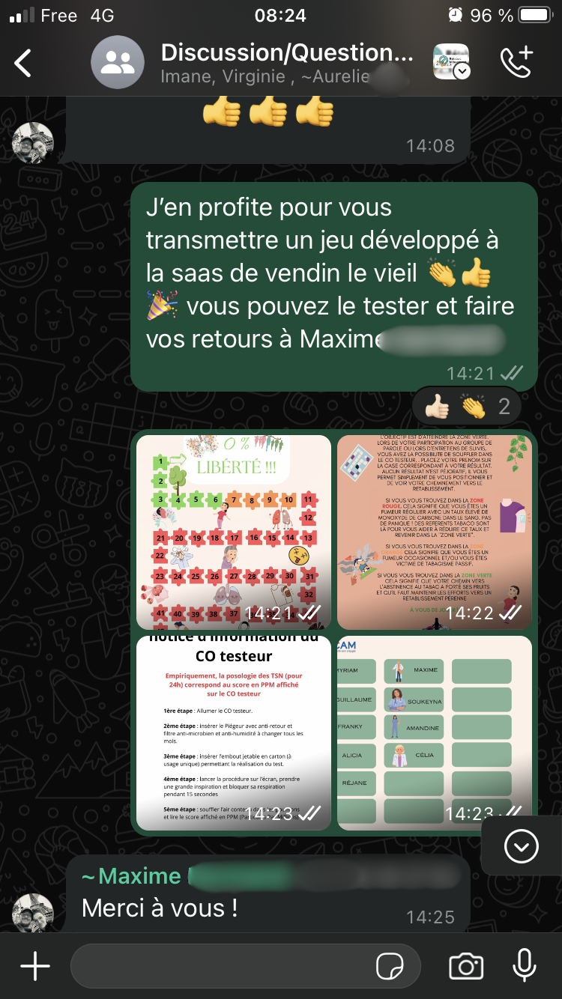 Free 4G
08:24
96 %
Discussion/Question...
Imane, Virginie , ~Aurelie
14:08
J’en profite pour vous
transmettre un jeu développé à
la saas de vendin le vieil 👏👍
🎉 vous pouvez le tester et faire
vos retours à Maxime
14:21
👍🏻 👏 2
0 %
LIBÉRTÉ !!!
1
2
3 4 5 6 7 8 9 10 11
12
21 20 19 18 17 16 15 14 13
22
23 24 25 26 27 28 29 30 31
32
41 40 39 38 37
14:21
L'OBJECTIF EST D'ATTEINDRE LA ZONE VERTE.
LORS DE VOTRE PARTICIPATION AU GROUPE DE
PAROLE OU LORS D'ENTRETIENS DE SUIVIS,
VOUS AVEZ LA POSSIBILITE DE SOUFFLER DANS
LE CO TESTEUR , PLACEZ VOTRE PRENOM SUR
LA CASE CORRESPONDANT À VOTRE RÉSULTAT.
AUCUN RÉSULTAT N'EST PÉJORATIF, IL VOUS
PERMET SIMPLEMENT DE VOUS POSITIONNER ET
DE VOIR VOTRE CHEMINEMENT VERS LE
RETABLISSEMENT.
SI VOUS VOUS TROUVEZ DANS LA ZONE
ROUGE, CELA SIGNIFIE QUE VOUS ÊTES UN
FUMEUR RÉGULIER AVEC UN TAUX ELEVÉ DE
MONOXYDE DE CARBONE DANS LE SANG. PAS
DE PANIQUE ! DES REFERENTS TABACO SONT
LÀ POUR VOUS AIDER À RÉDUIRE CE TAUX ET
REVENIR DANS LA "ZONE VERTE".
SI VOUS VOUS TROUVEZ DANS LA ZONE
ORANGE CELA SIGNIFIE QUE VOUS ÊTES UN
FUMEUR OCCASIONNEL ET/OU VOUS ÊTES
VICTIME DE TABAGISME PASSIF.
SI VOUS VOUS TROUVEZ DANS LA ZONE VERTE
CELA SIGNIFIE QUE VOTRE CHEMIN VERS
L'ABSTINENCE AU TABAC A PORTÉ SES FRUITS
ET QU'IL FAUT MAINTENIR LES EFFORTS VERS UN
RETABLISSEMENT PÉRENNE
À VOUS DE
14:22
notice d'information du
CO testeur
Empiriquement, la posologie des TSN (pour
24h) correspond au score en PPM affiché
sur le CO testeur
1ère étape : Allumer le CO testeur.
2ème étape : insérer le Piégeur avec anti-retour et
filtre anti-microbien et anti-humidité à changer tous les
mois.
3ème étape : insérer l'embout jetable en carton (à
usage unique) permettant la réalisation du test.
4ème étape : lancer la procédure sur l'écran, prendre
une grande inspiration et bloquer sa respiration
pendant 15 secondes
5ème étape : souffler l'air
et lire le score affiché en PPM
14:23
CAM
MYRIAM MAXIME
GUILLAUME SOUKEYNA
FRANKY AMANDINE
ALICIA CÉLIA
RÉJANE
14:23
~Maxime
Merci à vous !
14:25